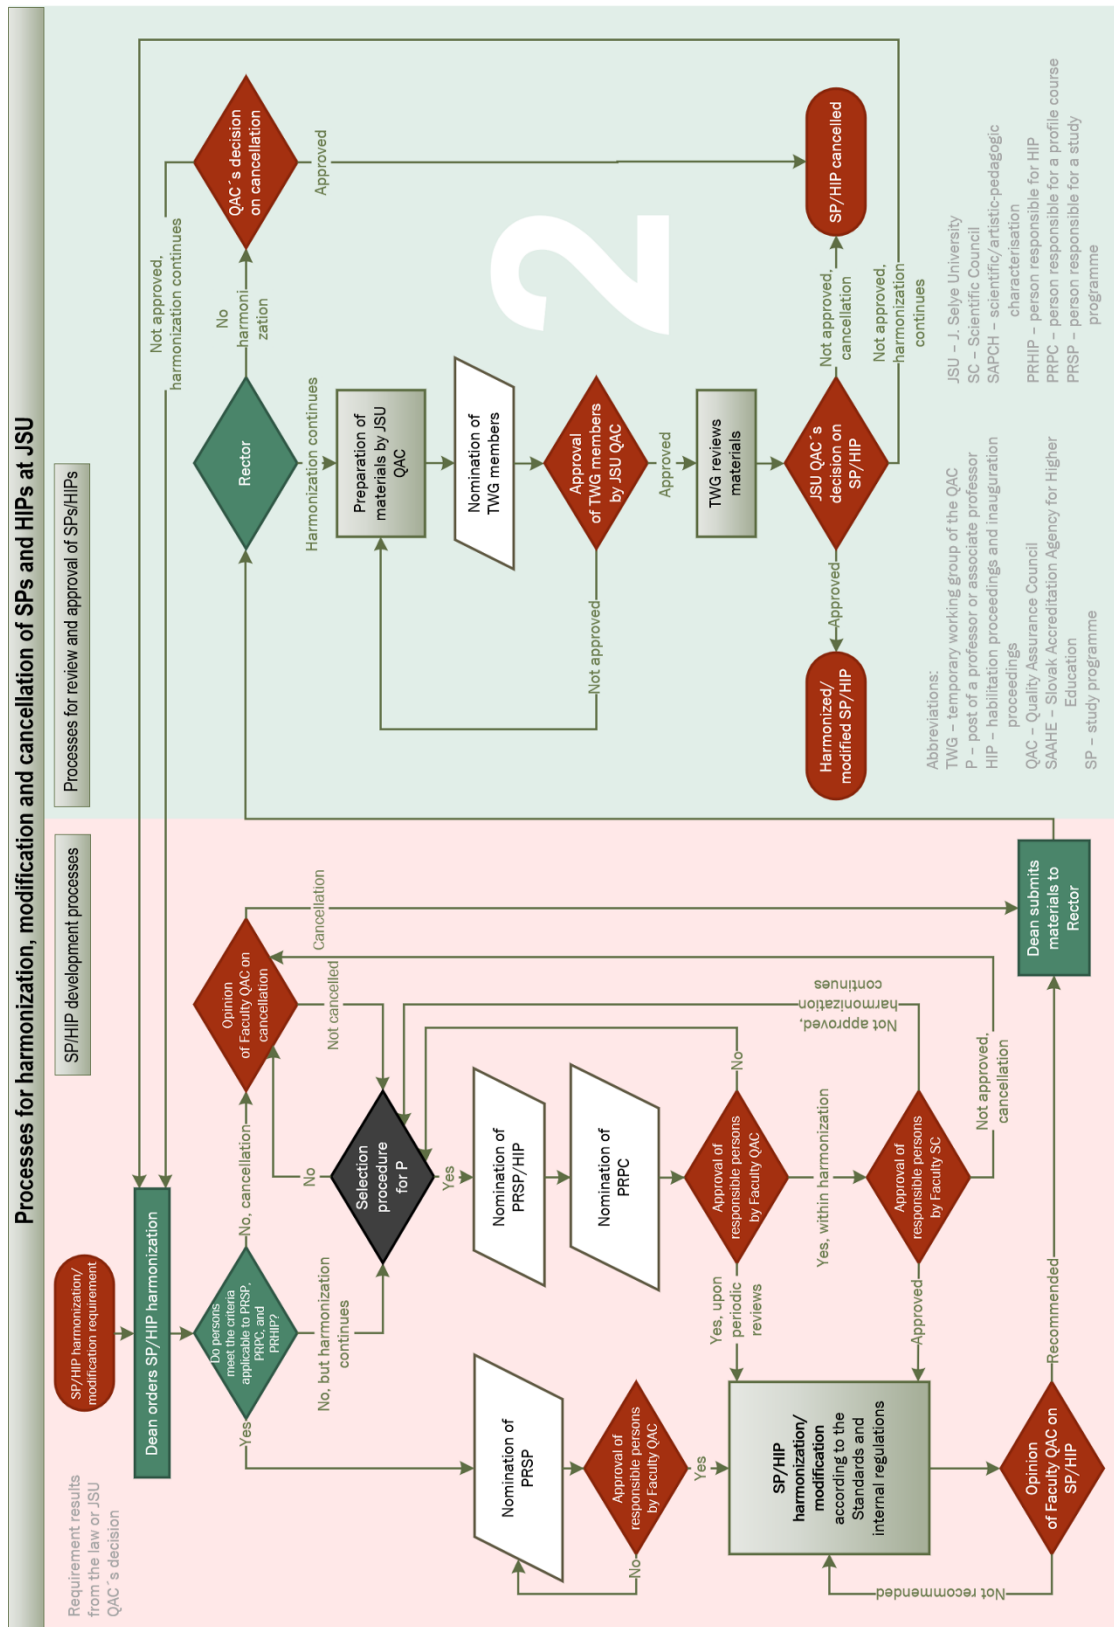 Processes for harmonization, modification and cancellation of SPs and HIPs at JSU
SP/HIP development processes
Processes for review and approval of SPs/HIPs
Requirement results
from the law or JSU
QAC´s decision
SP/HIP harmonization/
modification requirement
Dean orders SP/HIP harmonization
Do persons
meet the criteria
applicable to PRSP,
PRPC, and
PRHIP?
Yes
No, cancellation
No, but harmonization
continues
Opinion
of Faculty QAC on
cancellation
Cancellation
Not cancelled
Selection
procedure
for P
No
Yes
Nomination of
PRSP
Nomination of
PRSP/HIP
Nomination of
PRPC
Approval of
responsible persons
by Faculty QAC
No
Yes
Approval of
responsible persons
by Faculty QAC
No
Yes, upon
periodic
reviews
Yes, within harmonization
Approval of
responsible persons
by Faculty SC
Not approved,
harmonization
continues
Not approved,
cancellation
Approved
SP/HIP
harmonization/
modification
according to the
Standards and
internal regulations
Opinion
of Faculty QAC on
SP/HIP
Not recommended
Recommended
Dean submits
materials to
Rector
Rector
No
harmoni
zation
Harmonization continues
QAC´s decision
on cancellation
Not approved,
harmonization continues
Approved
Preparation of
materials by JSU
QAC
Nomination of
TWG members
Approval
of TWG members
by JSU QAC
Not approved
Approved
TWG reviews
materials
JSU QAC´s
decision on
SP/HIP
Approved
Not approved,
cancellation
Not approved,
harmonization
continues
Harmonized/
modified SP/HIP
SP/HIP cancelled
2
Abbreviations:
TWG – temporary working group of the QAC
P – post of a professor or associate professor
HIP – habilitation proceedings and inauguration
proceedings
QAC – Quality Assurance Council
SAAHE – Slovak Accreditation Agency for Higher
Education
SP – study programme
JSU – J. Selye University
SC – Scientific Council
SAPCH – scientific/artistic-pedagogic
characterisation
PRHIP – person responsible for HIP
PRPC – person responsible for a profile course
PRSP – person responsible for a study
programme